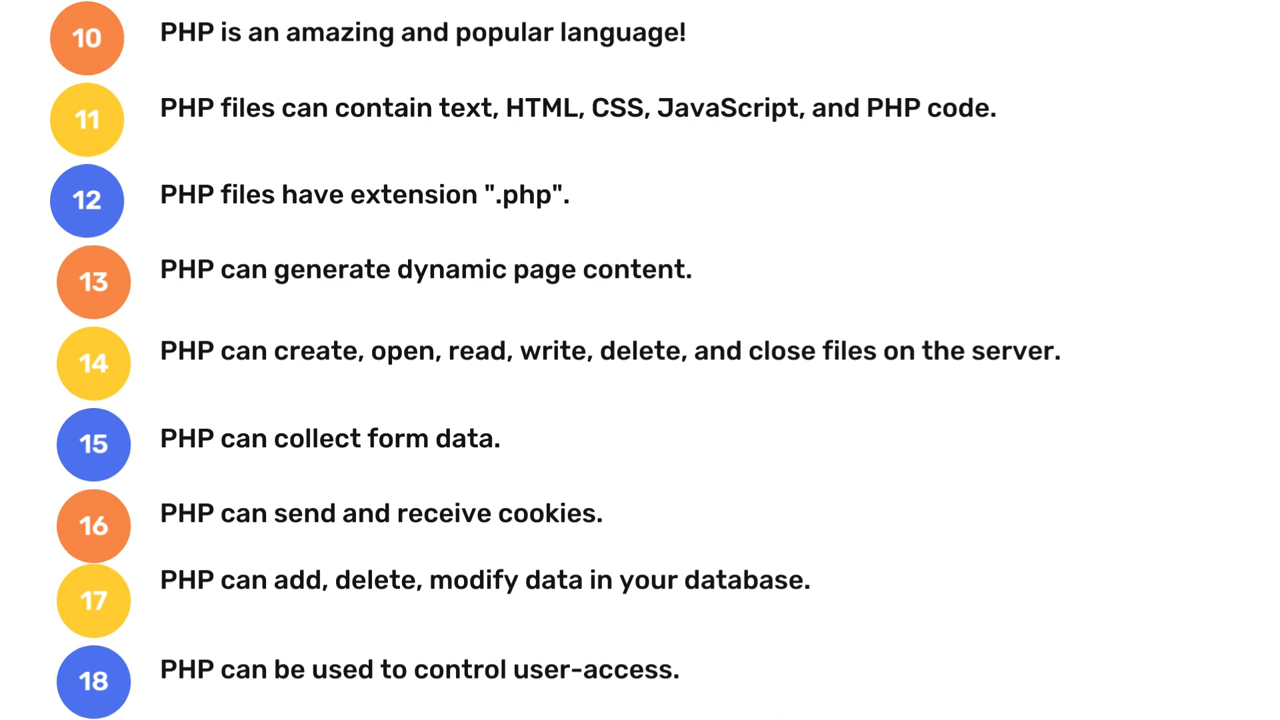 10 PHP is an amazing and popular language!
11 PHP files can contain text, HTML, CSS, JavaScript, and PHP code.
12 PHP files have extension ".php".
13 PHP can generate dynamic page content.
14 PHP can create, open, read, write, delete, and close files on the server.
15 PHP can collect form data.
16 PHP can send and receive cookies.
17 PHP can add, delete, modify data in your database.
18 PHP can be used to control user-access.